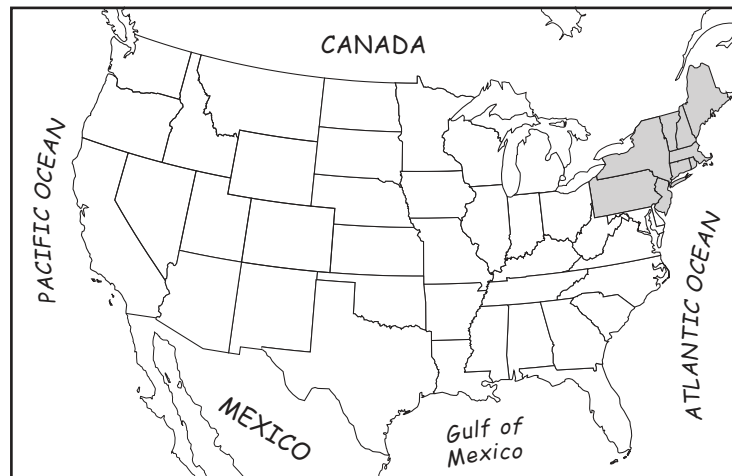 CANADA
PACIFIC OCEAN
ATLANTIC OCEAN
MEXICO
Gulf of
Mexico